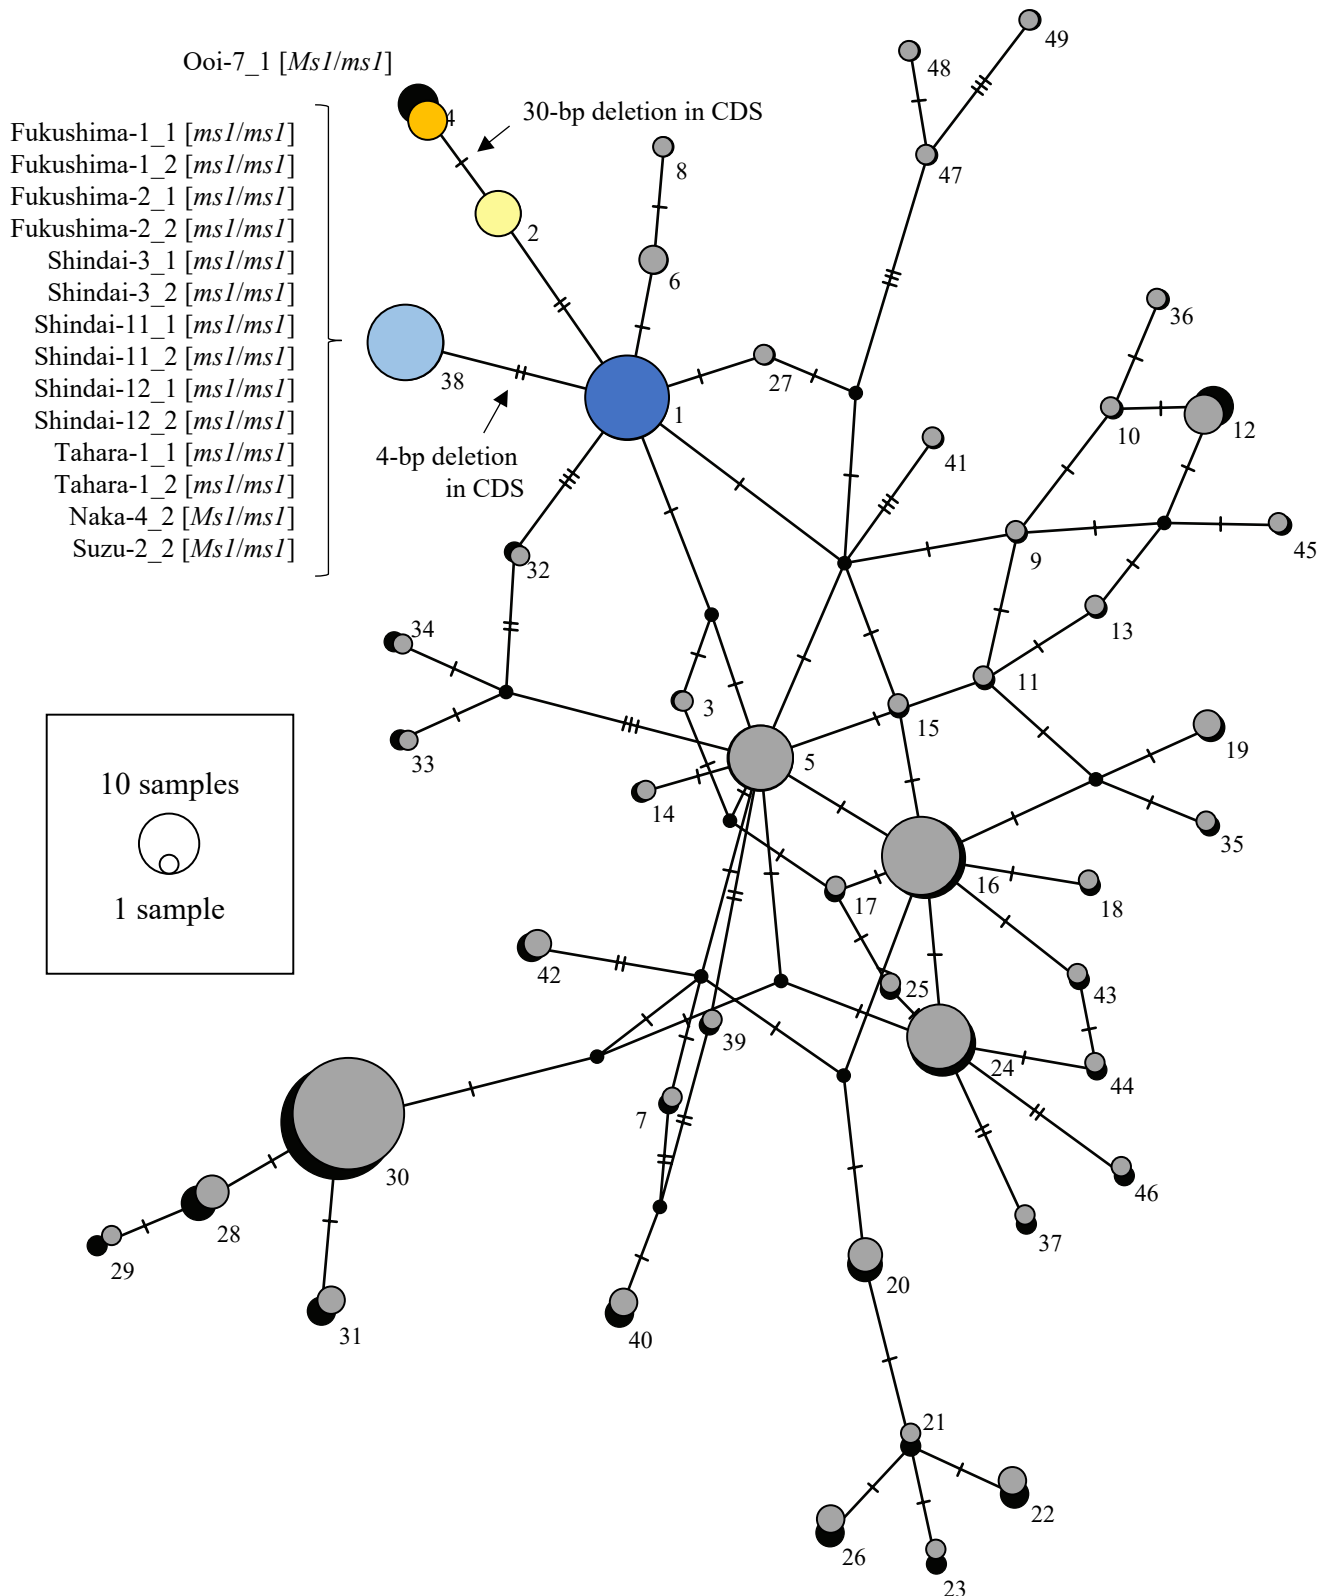 Ooi-7_1 [Ms1/ms1]
Fukushima-1_1 [ms1/ms1]
Fukushima-1_2 [ms1/ms1]
Fukushima-2_1 [ms1/ms1]
Fukushima-2_2 [ms1/ms1]
Shindai-3_1 [ms1/ms1]
Shindai-3_2 [ms1/ms1]
Shindai-11_1 [ms1/ms1]
Shindai-11_2 [ms1/ms1]
Shindai-12_1 [ms1/ms1]
Shindai-12_2 [ms1/ms1]
Tahara-1_1 [ms1/ms1]
Tahara-1_2 [ms1/ms1]
Naka-4_2 [Ms1/ms1]
Suzu-2_2 [Ms1/ms1]
4
30-bp deletion in CDS
2
38
4-bp deletion
in CDS
1
8
6
27
48
49
47
41
36
10
12
45
9
13
11
15
19
35
32
34
33
3
5
14
16
17
18
43
44
25
24
46
37
10 samples
1 sample
42
39
7
30
28
29
31
40
20
21
22
26
23